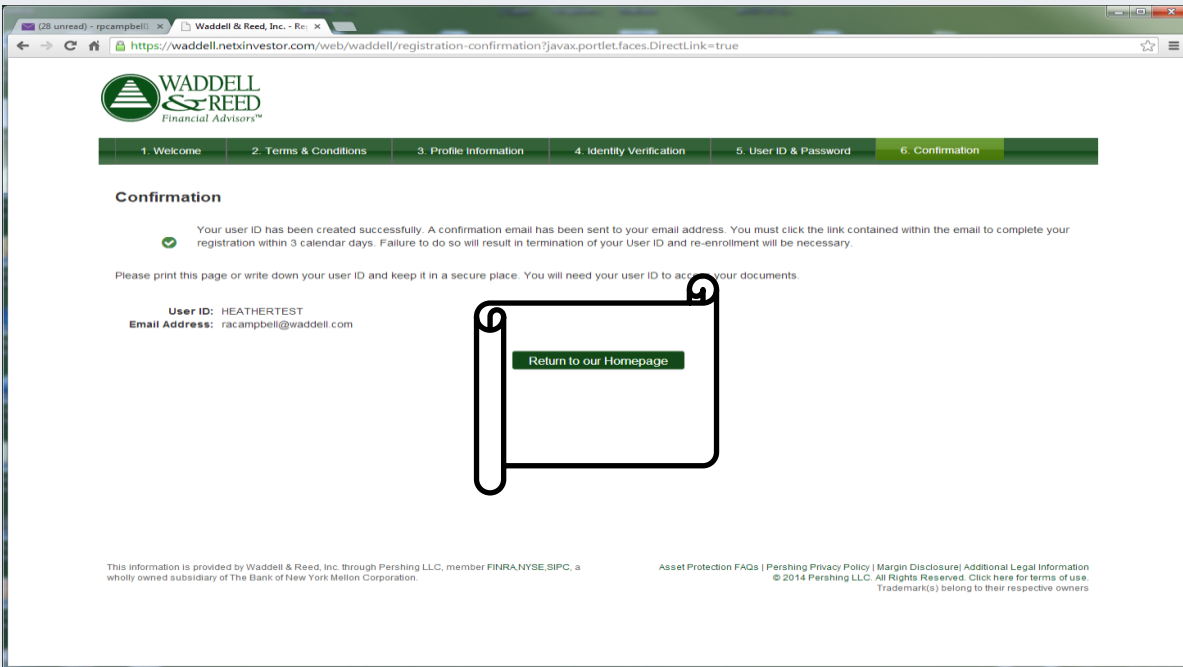 (28 unread) - rpcampbell1
Waddell & Reed, Inc. - Re
https://waddell.netxinvestor.com/web/waddell/registration-confirmation?javax.portlet.faces.DirectLink=true
WADDELL
& REED
Financial Advisors™
1. Welcome 2. Terms & Conditions 3. Profile Information 4. Identity Verification 5. User ID & Password 6. Confirmation
Confirmation
Your user ID has been created successfully. A confirmation email has been sent to your email address. You must click the link contained within the email to complete your
registration within 3 calendar days. Failure to do so will result in termination of your User ID and re-enrollment will be necessary.
Please print this page or write down your user ID and keep it in a secure place. You will need your user ID to access your documents.
User ID: HEATHERTEST
Email Address: racampbell@waddell.com
Return to our Homepage
This information is provided by Waddell & Reed, Inc. through Pershing LLC, member FINRA,NYSE,SIPC, a
wholly owned subsidiary of The Bank of New York Mellon Corporation.
Asset Protection FAQs | Pershing Privacy Policy | Margin Disclosure| Additional Legal Information
© 2014 Pershing LLC. All Rights Reserved. Click here for terms of use.
Trademark(s) belong to their respective owners